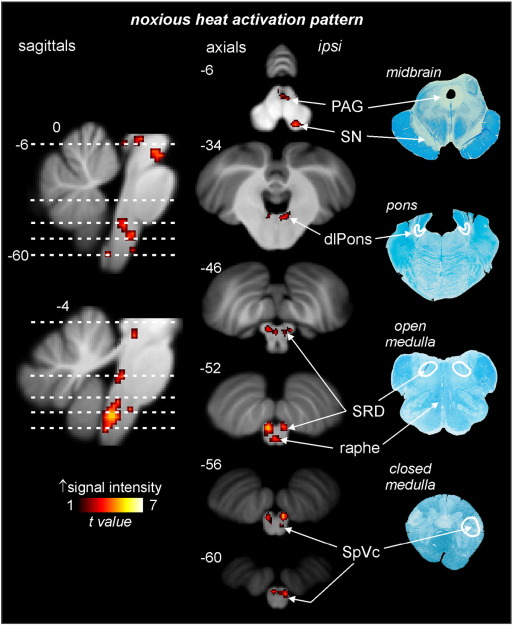 noxious heat activation pattern
sagittals
axials
ipsi
-6
midbrain
0
-6
PAG
SN
-34
pons
-60
dlPons
-46
-4
open
medulla
-52
SRD
raphe
closed
medulla
-56
↑signal intensity
1
7
t value
SpVc
-60